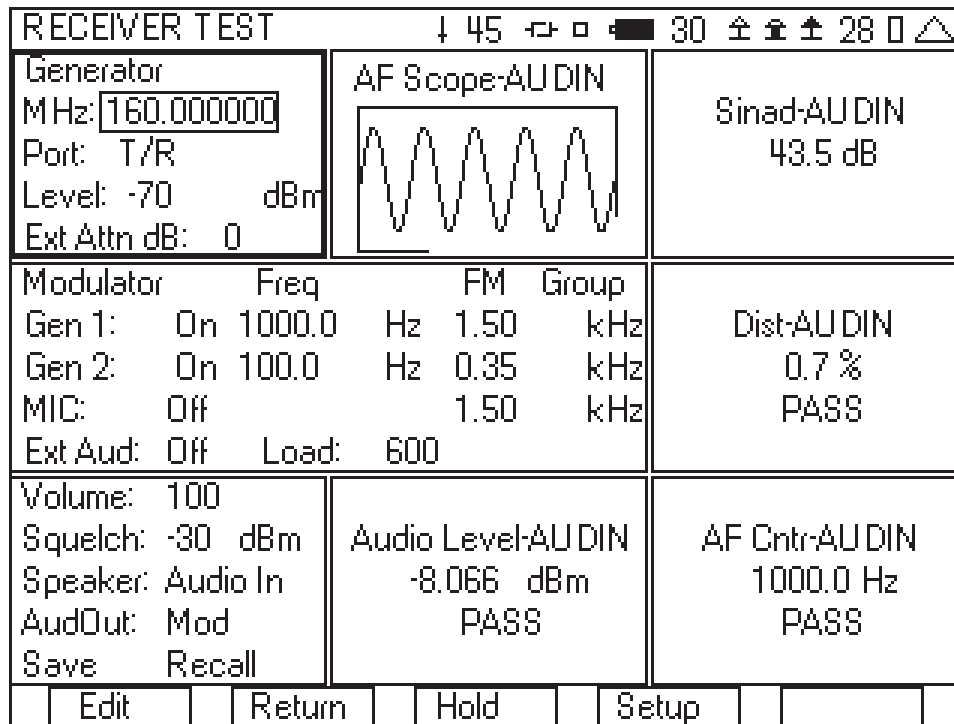 RECEIVER TEST 45 30 28
Generator
MHz: 160.000000
Port: T/R
Level: -70 dBm
Ext Attn dB: 0
AF Scope-AUDIN
Sinad-AUDIN
43.5 dB
Modulator Freq FM Group
Gen 1: On 1000.0 Hz 1.50 kHz
Gen 2: On 100.0 Hz 0.35 kHz
MIC: Off 1.50 kHz
Ext Aud: Off Load: 600
Dist-AUDIN
0.7 %
PASS
Volume: 100
Squelch: -30 dBm
Speaker: Audio In
AudOut: Mod
Save Recall
Audio Level-AUDIN
-8.066 dBm
PASS
AF Cntr-AUDIN
1000.0 Hz
PASS
Edit Return Hold Setup